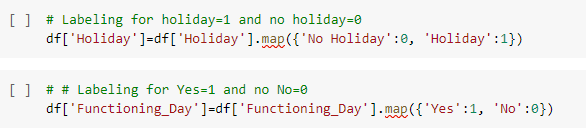 [ ] # Labeling for holiday=1 and no holiday=0
df['Holiday']=df['Holiday'].map({'No Holiday':0, 'Holiday':1})
[ ] # # Labeling for Yes=1 and no No=0
df['Functioning_Day']=df['Functioning_Day'].map({'Yes':1, 'No':0})